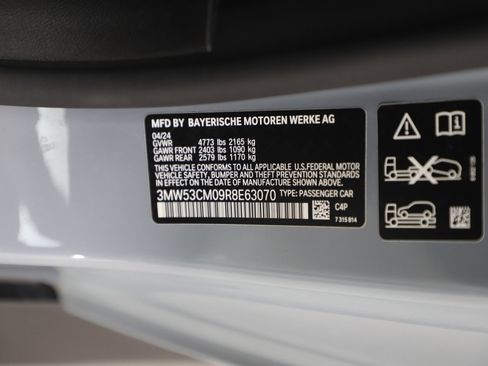 MFD BY BAYERISCHE MOTOREN WERKE AG
04/24
GVWR 4773 lbs 2165 kg
GAWR FRONT 2403 lbs 1090 kg
GAWR REAR 2579 lbs 1170 kg
THIS VEHICLE CONFORMS TO ALL APPLICABLE U.S.FEDERAL MOTOR
VEHICLE SAFETY, BUMPER AND THEFT PREVENTION STANDARDS
IN EFFECT ON THE DATE OF MANUFACTURE SHOWN ABOVE.
3MW53CM09R8E63070 TYPE: PASSENGER CAR
C4P
7 315 814